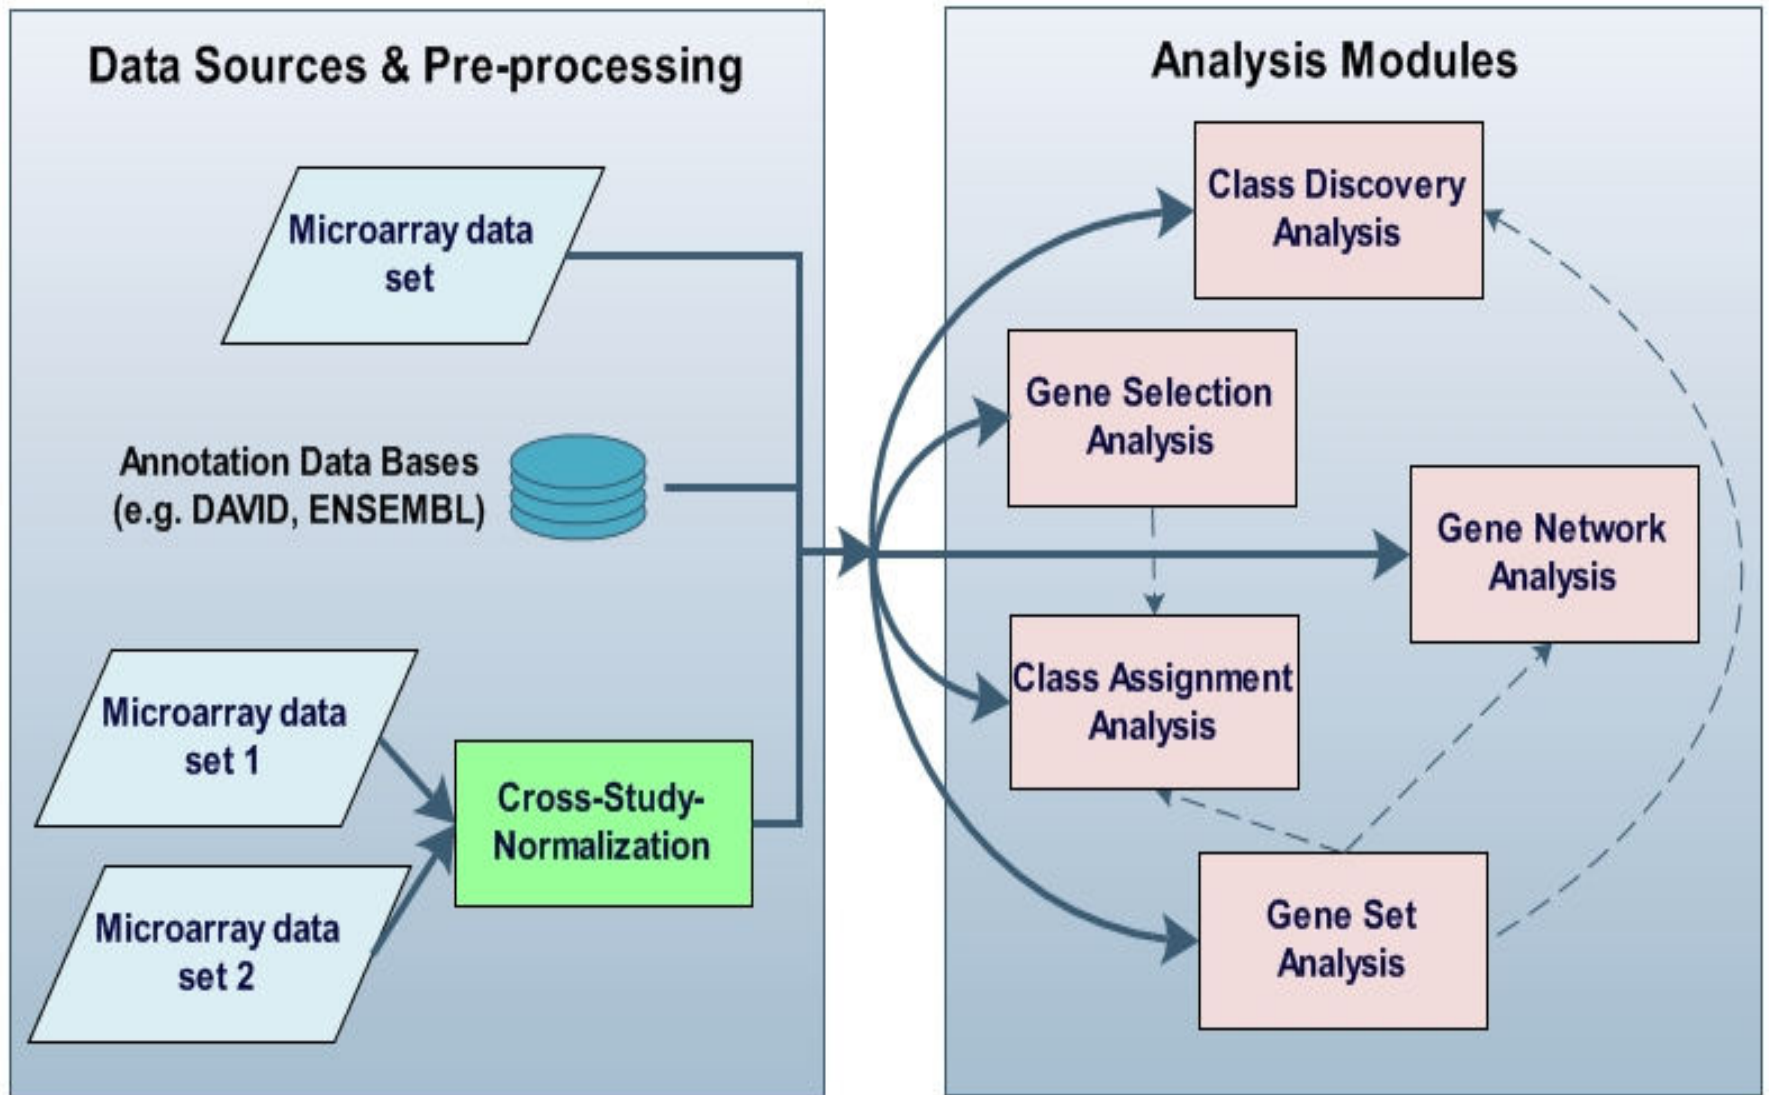 Data Sources & Pre-processing
Microarray data
set
Annotation Data Bases
(e.g. DAVID, ENSEMBL)
Microarray data
set 1
Cross-Study-
Normalization
Microarray data
set 2
Analysis Modules
Class Discovery
Analysis
Gene Selection
Analysis
Gene Network
Analysis
Class Assignment
Analysis
Gene Set
Analysis